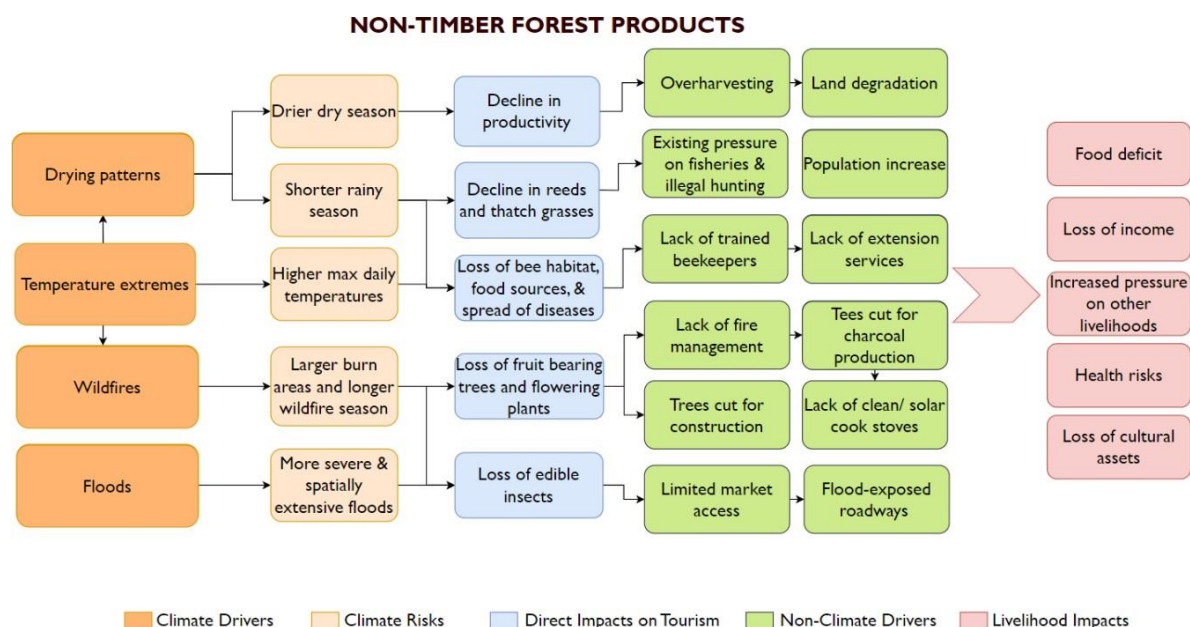 NON-TIMBER FOREST PRODUCTS
Drying patterns
Temperature extremes
Wildfires
Floods
Drier dry season
Shorter rainy
season
Higher max daily
temperatures
Larger burn
areas and longer
wildfire season
More severe &
spatially
extensive floods
Decline in
productivity
Decline in reeds
and thatch grasses
Loss of bee habitat,
food sources, &
spread of diseases
Loss of fruit bearing
trees and flowering
plants
Loss of edible
insects
Overharvesting
Land degradation
Existing pressure
on fisheries &
illegal hunting
Population increase
Lack of trained
beekeepers
Lack of extension
services
Lack of fire
management
Tees cut for
charcoal
production
Trees cut for
construction
Lack of clean/ solar
cook stoves
Limited market
access
Flood-exposed
roadways
Food deficit
Loss of income
Increased pressure
on other
livelihoods
Health risks
Loss of cultural
assets
Climate Drivers
Climate Risks
Direct Impacts on Tourism
Non-Climate Drivers
Livelihood Impacts